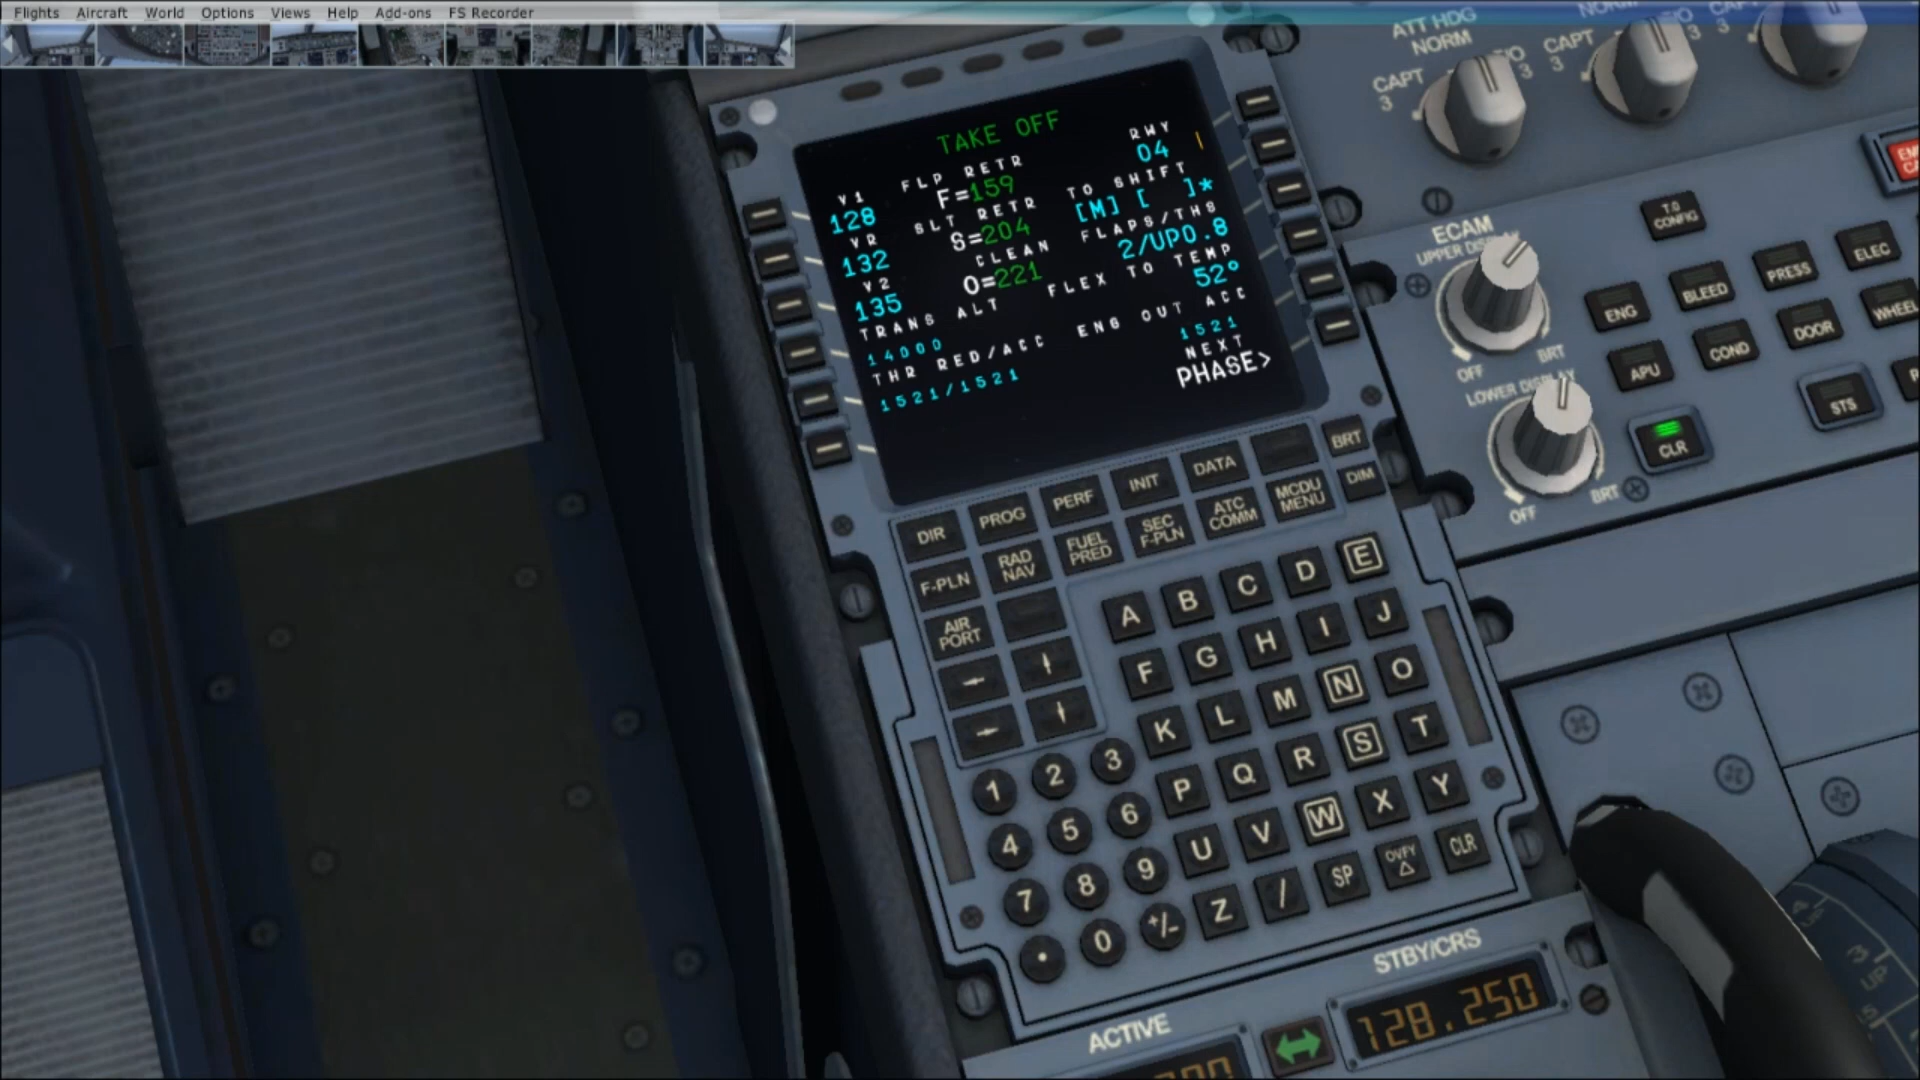 Flights Aircraft World Options Views Help Add-ons FS Recorder
TAKE OFF
V1 FLP RETR RWY
128 F=159 04
VR SLT RETR TO SHIFT
132 S=204 [M] [ ]*
V2 CLEAN FLAPS/THS
135 O=221 2/UP0.8
TRANS ALT FLEX TO TEMP
14000 52°
THR RED/ACC ENG OUT ACC
1521/1521 1521
NEXT
PHASE>
DIR PROG PERF INIT DATA BRT
F-PLN RAD NAV FUEL PRED SEC F-PLN ATC COMM MCDU MENU DIM
AIR PORT
A B C D E
F G H I J
K L M N O
P Q R S T
U V W X Y
Z / SP OVFY △ CLR
1 2 3
4 5 6
7 8 9
. 0 +/-
ATT HDG
NORM
CAPT 3
CAPT 3
ECAM
UPPER DISPLAY
OFF BRT
LOWER DISPLAY
OFF BRT
T.O CONFIG
ENG BLEED PRESS ELEC
APU COND DOOR WHEEL
CLR STS
ACTIVE STBY/CRS
128.250
3
UP